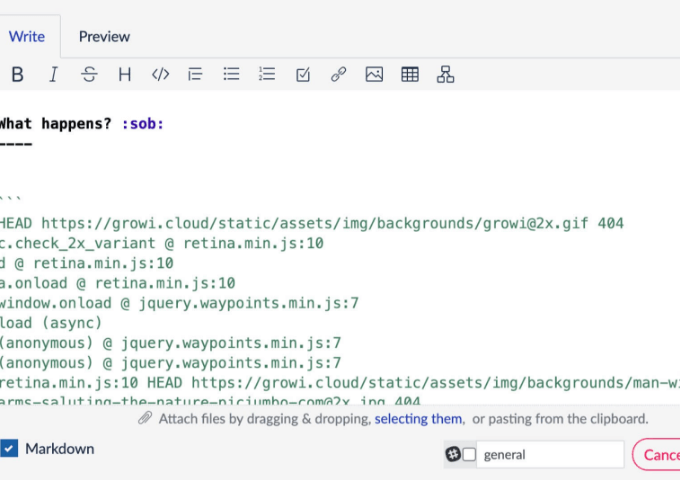 Write Preview
B I S H </>
What happens? :sob:
----
```
HEAD https://growi.cloud/static/assets/img/backgrounds/growi@2x.gif 404
c.check_2x_variant @ retina.min.js:10
d @ retina.min.js:10
a.onload @ retina.min.js:10
window.onload @ jquery.waypoints.min.js:7
load (async)
(anonymous) @ jquery.waypoints.min.js:7
(anonymous) @ jquery.waypoints.min.js:7
retina.min.js:10 HEAD https://growi.cloud/static/assets/img/backgrounds/man-wi
arms-saluting-the-nature-picjumbo-com@2x.jpg 404
Attach files by dragging & dropping, selecting them, or pasting from the clipboard.
Markdown
general
Cance